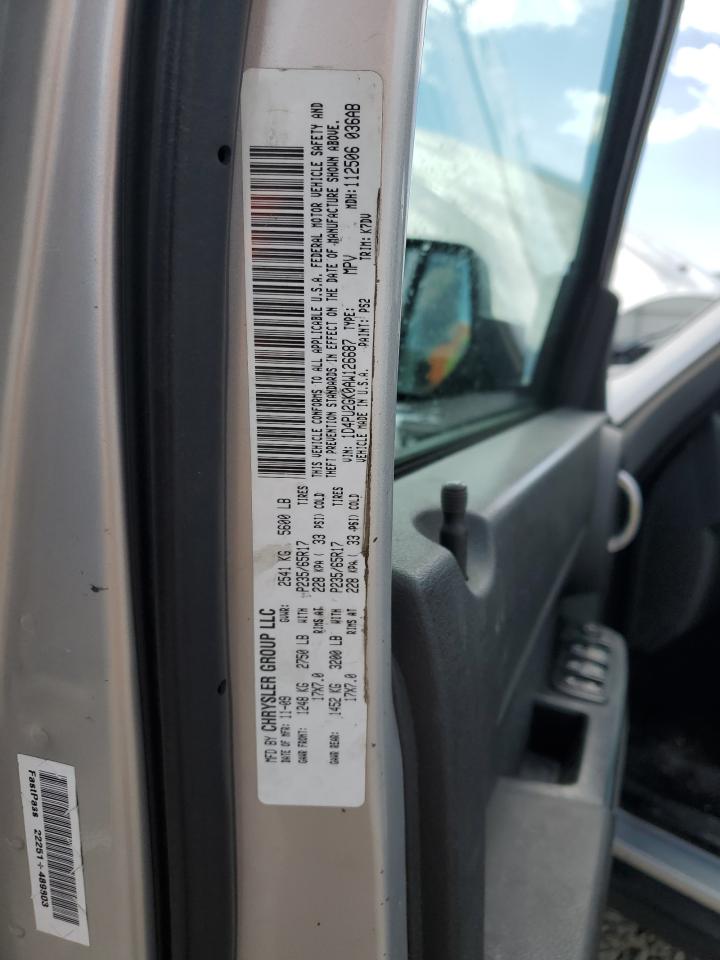 MFD BY CHRYSLER GROUP LLC
DATE OF MFR: 11-09 GVWR: 2541 KG 5600 LB
GAWR FRONT: 1248 KG 2750 LB WITH P235/65R17 TIRES
17X7.0 RIMS AT 228 KPA( 33 PSI) COLD
GAWR REAR: 1452 KG 3200 LB WITH P235/65R17 TIRES
17X7.0 RIMS AT 228 KPA( 33 PSI) COLD
THIS VEHICLE CONFORMS TO ALL APPLICABLE U.S.A. FEDERAL MOTOR VEHICLE SAFETY AND
THEFT PREVENTION STANDARDS IN EFFECT ON THE DATE OF MANUFACTURE SHOWN ABOVE.
VIN: 1D4PU2GK0AW126687 TYPE: MPV MDH: 112506 036AB
VEHICLE MADE IN U.S.A. PAINT: PS2 TRIM: K7DV
FastPass 22251-489903